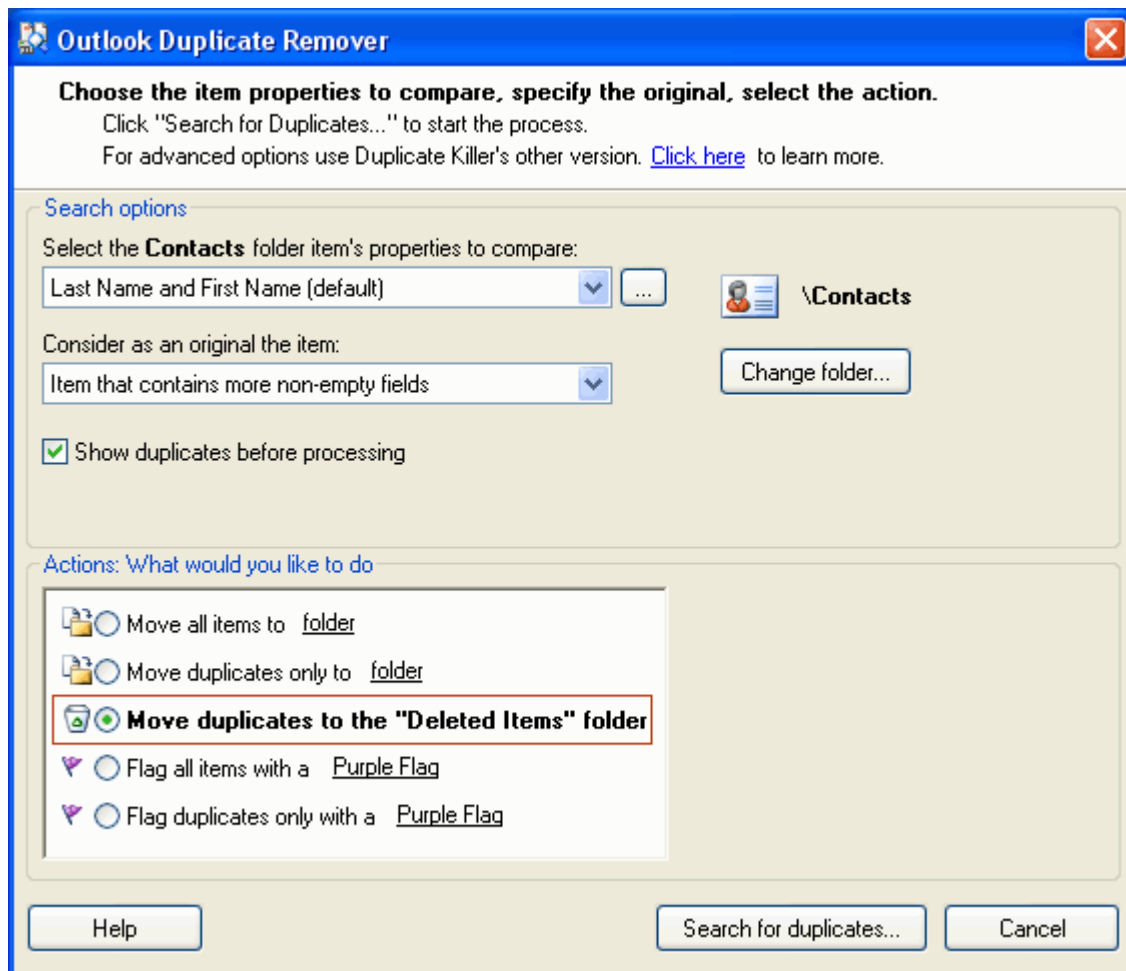 Outlook Duplicate Remover
Choose the item properties to compare, specify the original, select the action.
Click "Search for Duplicates..." to start the process.
For advanced options use Duplicate Killer's other version. Click here to learn more.
Search options
Select the Contacts folder item's properties to compare:
Last Name and First Name (default)
...
\Contacts
Consider as an original the item:
Item that contains more non-empty fields
Change folder...
Show duplicates before processing
Actions: What would you like to do
Move all items to folder
Move duplicates only to folder
Move duplicates to the "Deleted Items" folder
Flag all items with a Purple Flag
Flag duplicates only with a Purple Flag
Help
Search for duplicates...
Cancel